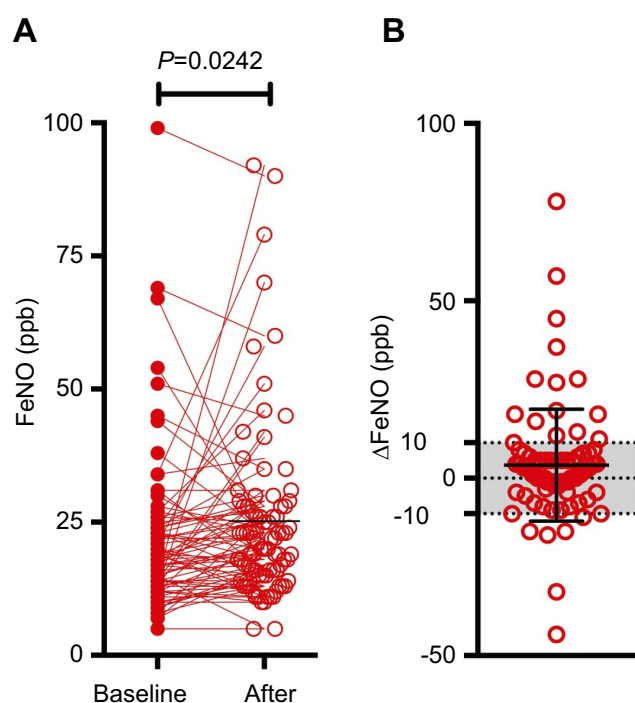 A
P=0.0242
100
75
50
25
0
FeNO (ppb)
Baseline
After
B
100
50
10
0
-10
-50
ΔFeNO (ppb)